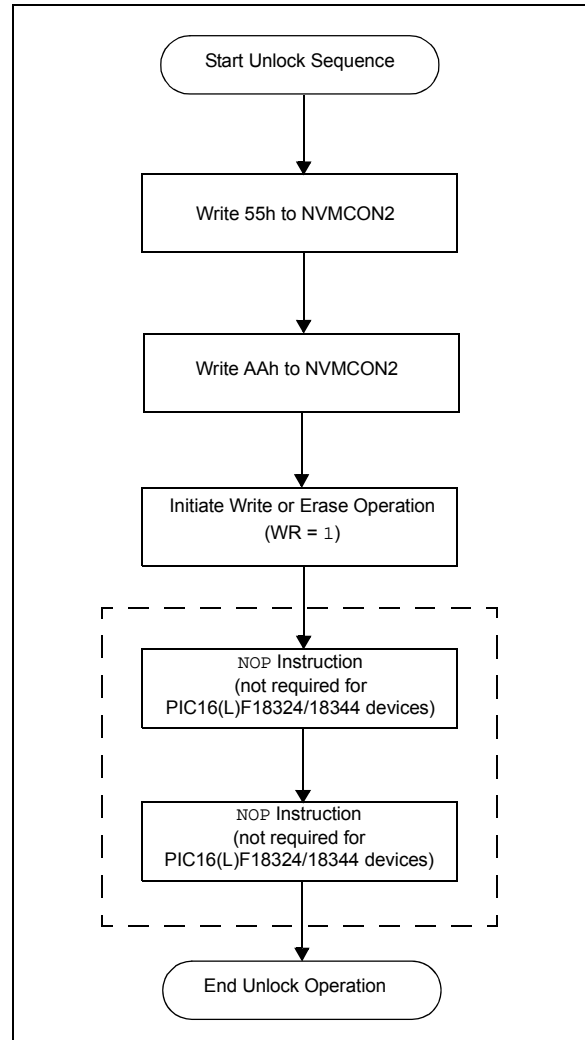 Start Unlock Sequence
Write 55h to NVMCON2
Write AAh to NVMCON2
Initiate Write or Erase Operation
(WR = 1)
NOP Instruction
(not required for
PIC16(L)F18324/18344 devices)
NOP Instruction
(not required for
PIC16(L)F18324/18344 devices)
End Unlock Operation